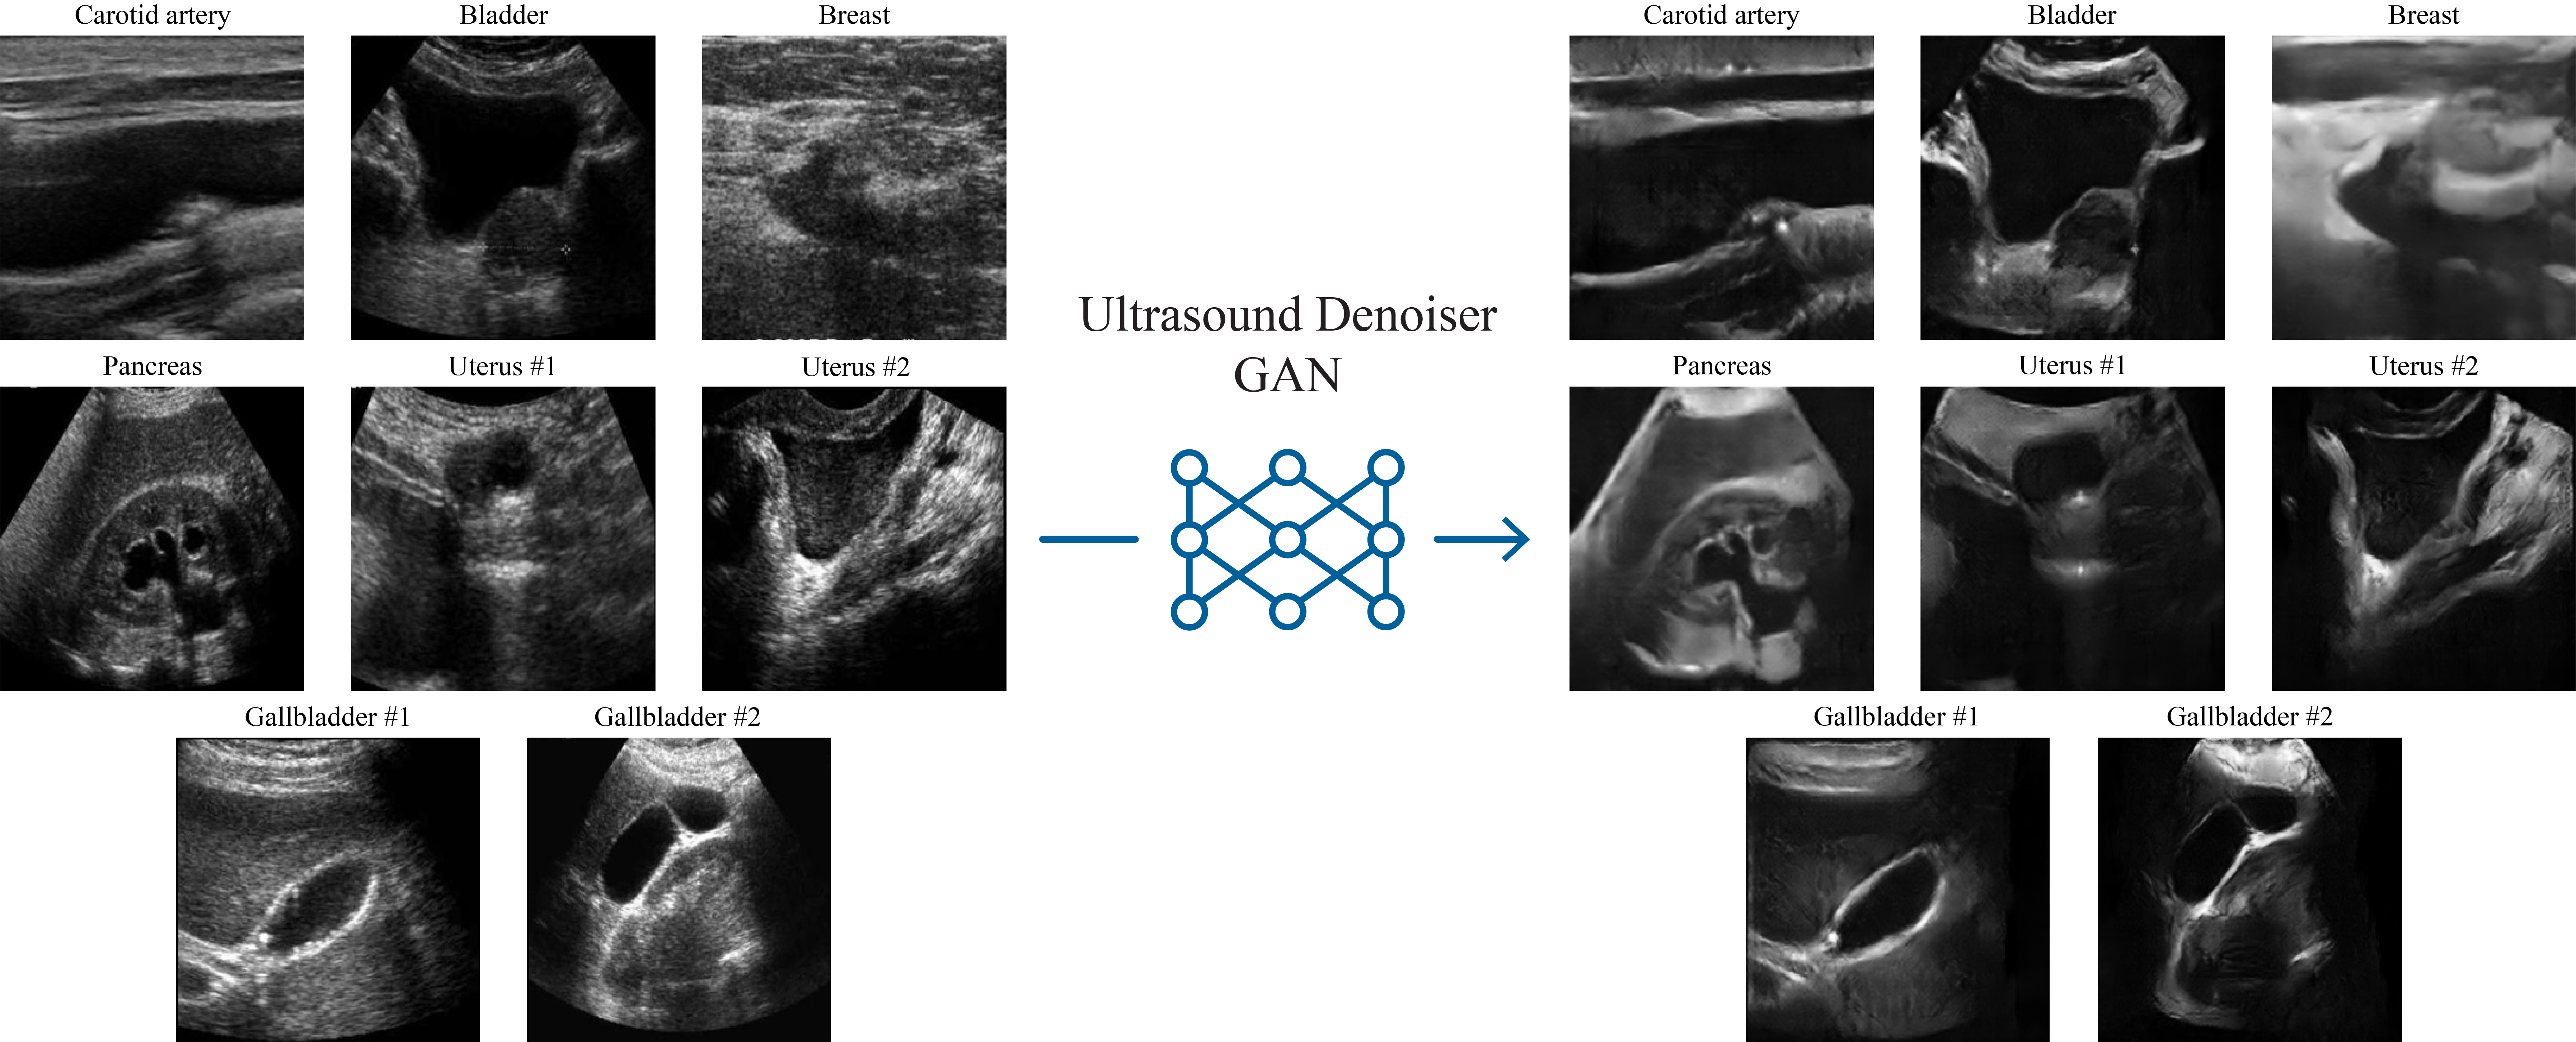 Carotid artery
Bladder
Breast
Pancreas
Uterus #1
Uterus #2
Gallbladder #1
Gallbladder #2
Ultrasound Denoiser
GAN
Carotid artery
Bladder
Breast
Pancreas
Uterus #1
Uterus #2
Gallbladder #1
Gallbladder #2